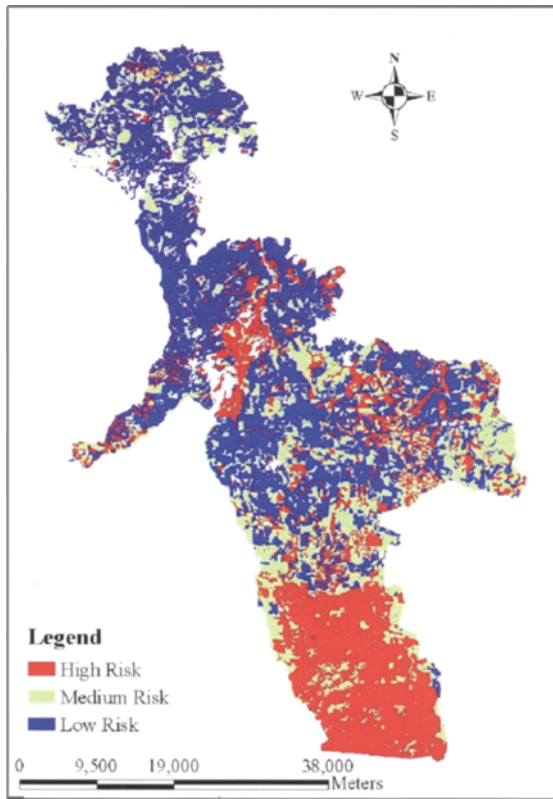 N
W E
S
Legend
High Risk
Medium Risk
Low Risk
0 9,500 19,000 38,000
Meters